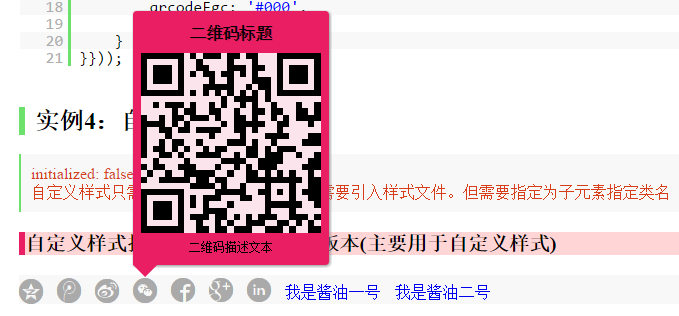 18 qrcodeFgc: '#000',
19
20 }
21 }}));
二维码标题
实例4：自
initialized: false
自定义样式只需 需要引入样式文件。但需要指定为子元素指定类名
二维码描述文本
自定义样式 版本(主要用于自定义样式)
我是酱油一号 我是酱油二号